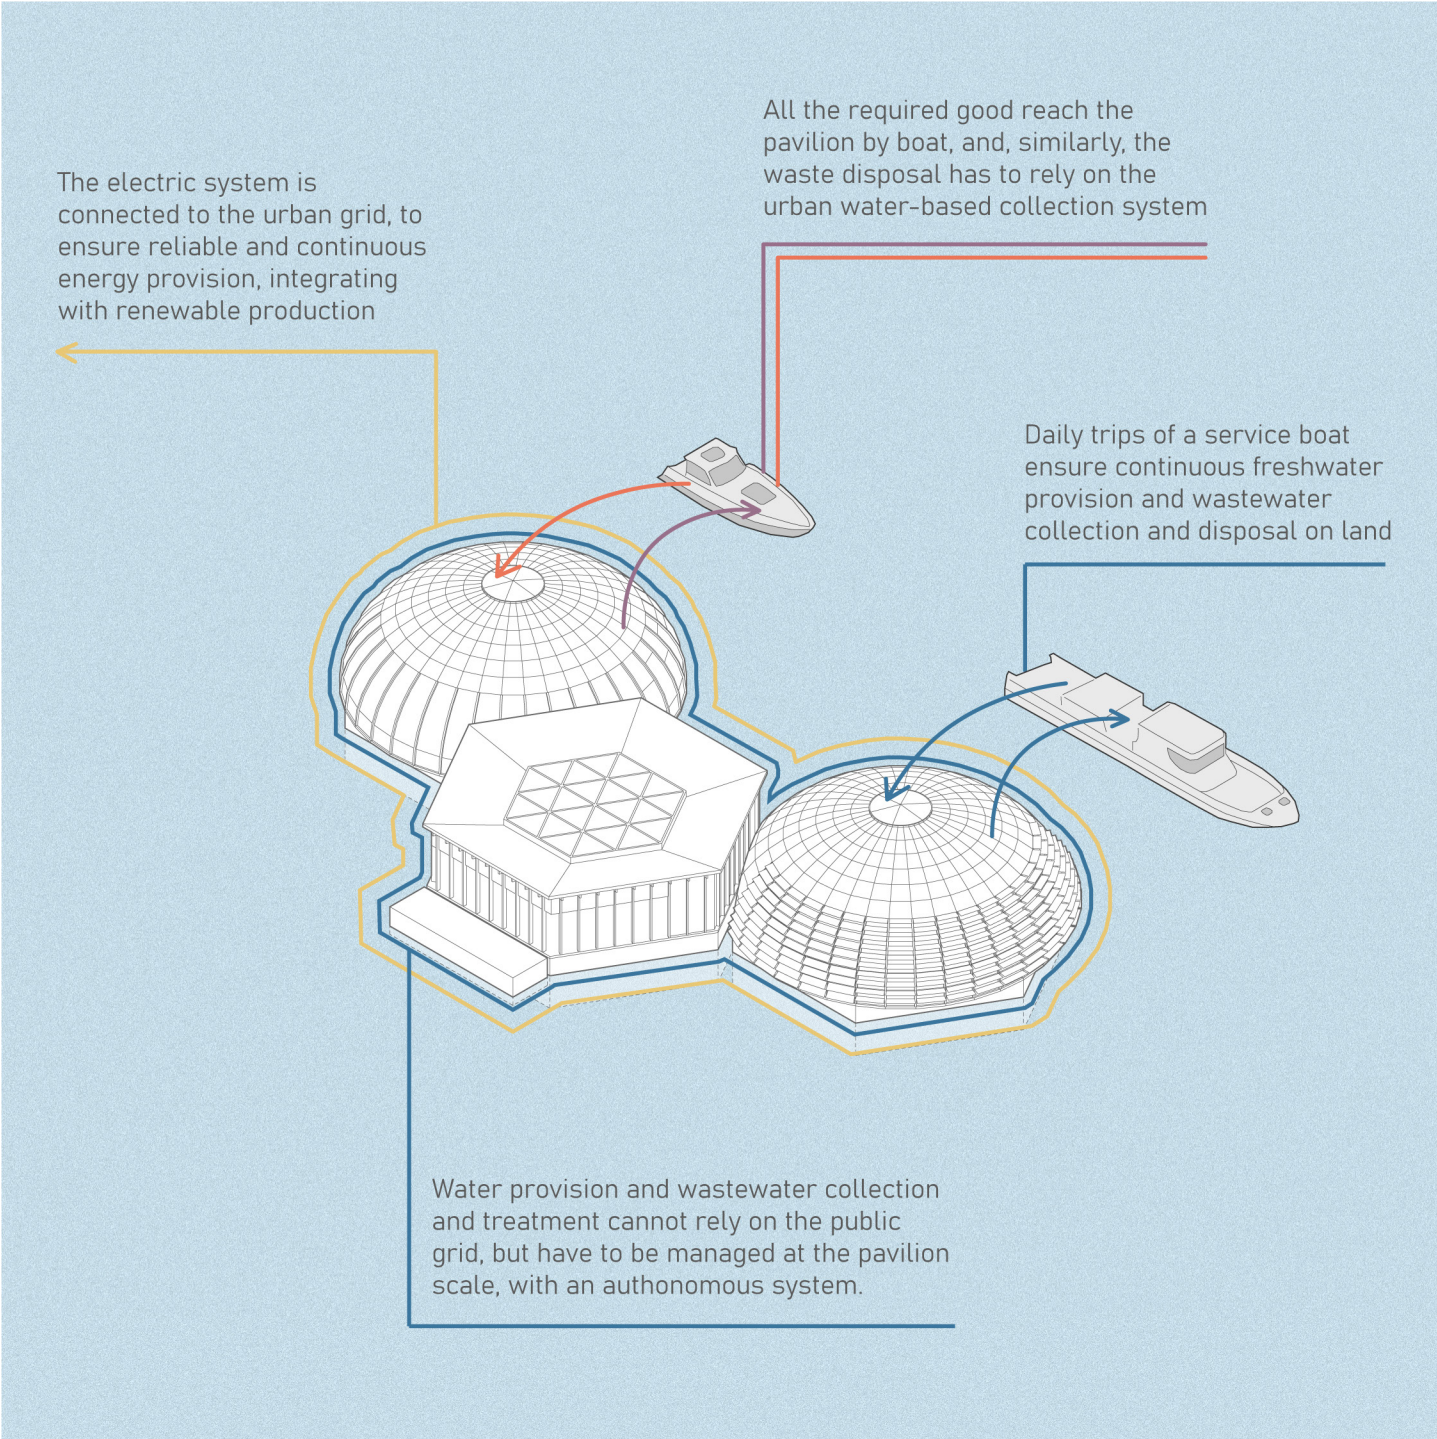 All the required good reach the
pavilion by boat, and, similarly, the
waste disposal has to rely on the
urban water-based collection system
The electric system is
connected to the urban grid, to
ensure reliable and continuous
energy provision, integrating
with renewable production
Daily trips of a service boat
ensure continuous freshwater
provision and wastewater
collection and disposal on land
Water provision and wastewater collection
and treatment cannot rely on the public
grid, but have to be managed at the pavilion
scale, with an authonomous system.